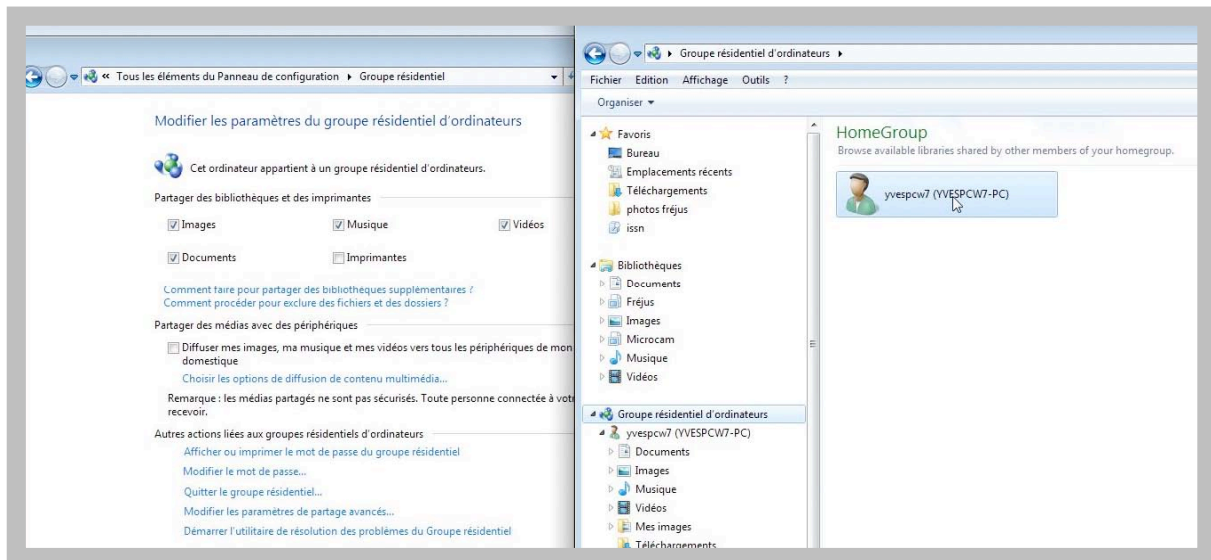 « Tous les éléments du Panneau de configuration ▸ Groupe résidentiel
Modifier les paramètres du groupe résidentiel d'ordinateurs
Cet ordinateur appartient à un groupe résidentiel d'ordinateurs.
Partager des bibliothèques et des imprimantes
Images Musique Vidéos
Documents Imprimantes
Comment faire pour partager des bibliothèques supplémentaires ?
Comment procéder pour exclure des fichiers et des dossiers ?
Partager des médias avec des périphériques
Diffuser mes images, ma musique et mes vidéos vers tous les périphériques de mon
domestique
Choisir les options de diffusion de contenu multimédia...
Remarque : les médias partagés ne sont pas sécurisés. Toute personne connectée à votr
recevoir.
Autres actions liées aux groupes résidentiels d'ordinateurs
Afficher ou imprimer le mot de passe du groupe résidentiel
Modifier le mot de passe...
Quitter le groupe résidentiel...
Modifier les paramètres de partage avancés...
Démarrer l'utilitaire de résolution des problèmes du Groupe résidentiel
Groupe résidentiel d'ordinateurs ▸
Fichier Edition Affichage Outils ?
Organiser
Favoris
Bureau
Emplacements récents
Téléchargements
photos fréjus
issn
Bibliothèques
Documents
Fréjus
Images
Microcam
Musique
Vidéos
Groupe résidentiel d'ordinateurs
yvespcw7 (YVESPCW7-PC)
Documents
Images
Musique
Vidéos
Mes images
Téléchargements
HomeGroup
Browse available libraries shared by other members of your homegroup.
yvespcw7 (YVESPCW7-PC)